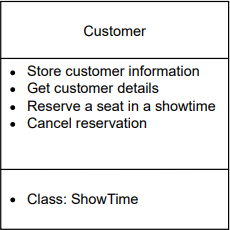 Customer
• Store customer information
• Get customer details
• Reserve a seat in a showtime
• Cancel reservation
• Class: ShowTime